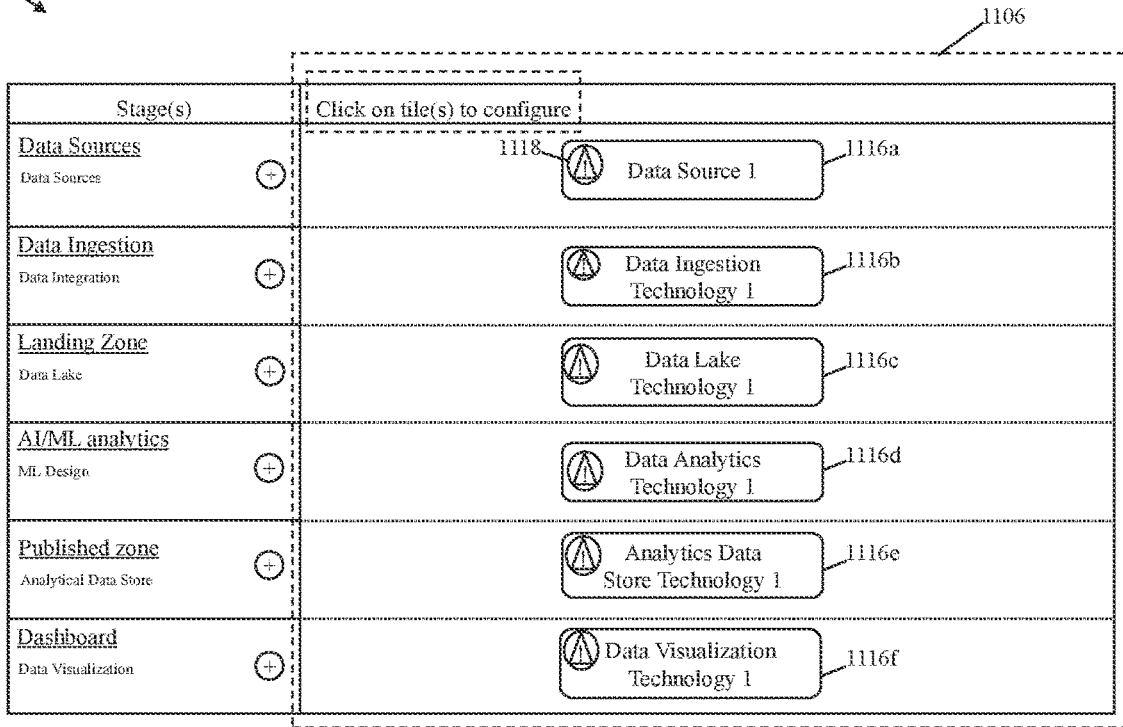 1106
Stage(s)
Click on tile(s) to configure
Data Sources
Data Sources
1118
Data Source 1
1116a
Data Ingestion
Data Integration
Data Ingestion
Technology 1
1116b
Landing Zone
Data Lake
Data Lake
Technology 1
1116c
AI/ML analytics
ML Design
Data Analytics
Technology 1
1116d
Published zone
Analytical Data Store
Analytics Data
Store Technology 1
1116e
Dashboard
Data Visualization
Data Visualization
Technology 1
1116f